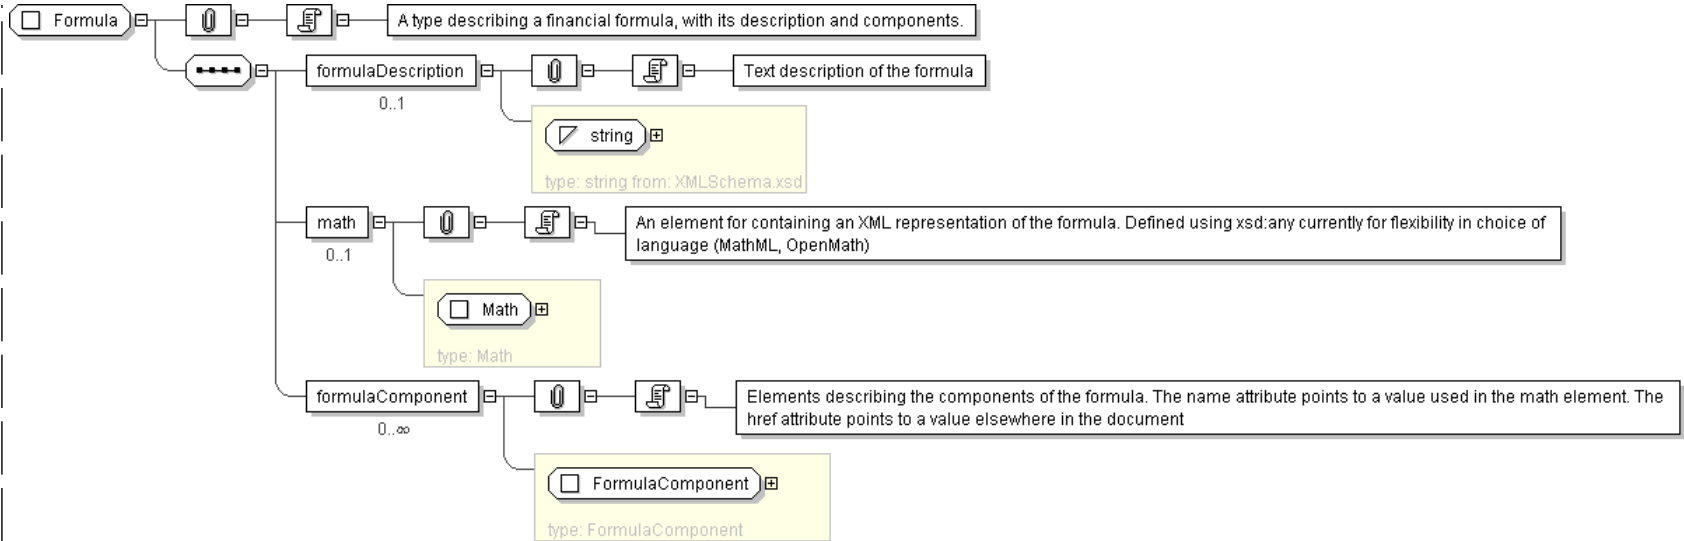 Formula
A type describing a financial formula, with its description and components.
formulaDescription
Text description of the formula
0..1
string
type: string from: XMLSchema.xsd
math
An element for containing an XML representation of the formula. Defined using xsd:any currently for flexibility in choice of
language (MathML, OpenMath)
0..1
Math
type: Math
formulaComponent
Elements describing the components of the formula. The name attribute points to a value used in the math element. The
href attribute points to a value elsewhere in the document
0..∞
FormulaComponent
type: FormulaComponent